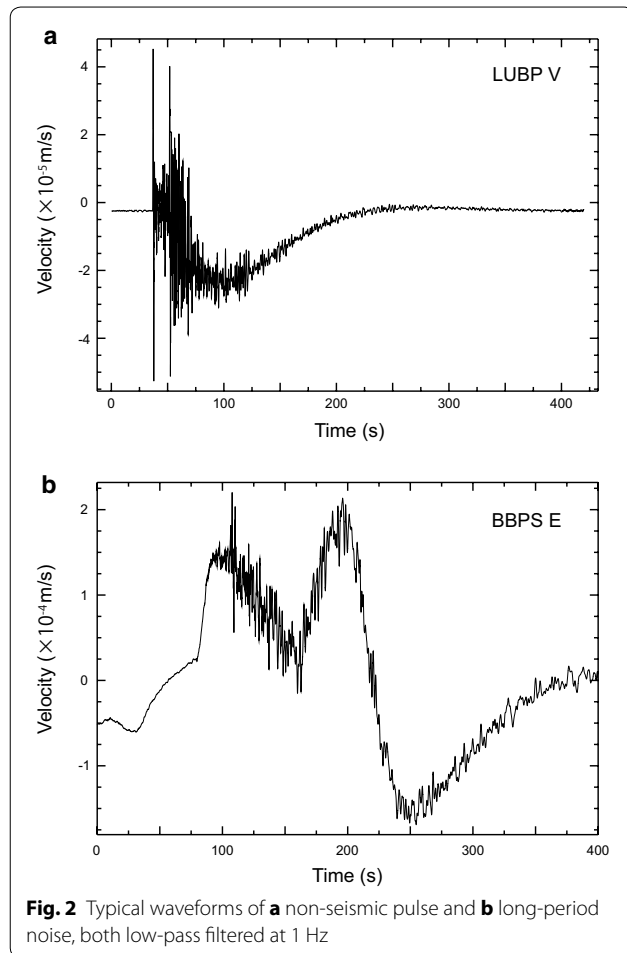 a
LUBP V
4
2
0
-2
-4
Velocity (×10⁻⁵m/s)
0 100 200 300 400
Time (s)
b
BBPS E
2
1
0
-1
Velocity (×10⁻⁴m/s)
0 100 200 300 400
Time (s)
Fig. 2 Typical waveforms of a non-seismic pulse and b long-period
noise, both low-pass filtered at 1 Hz